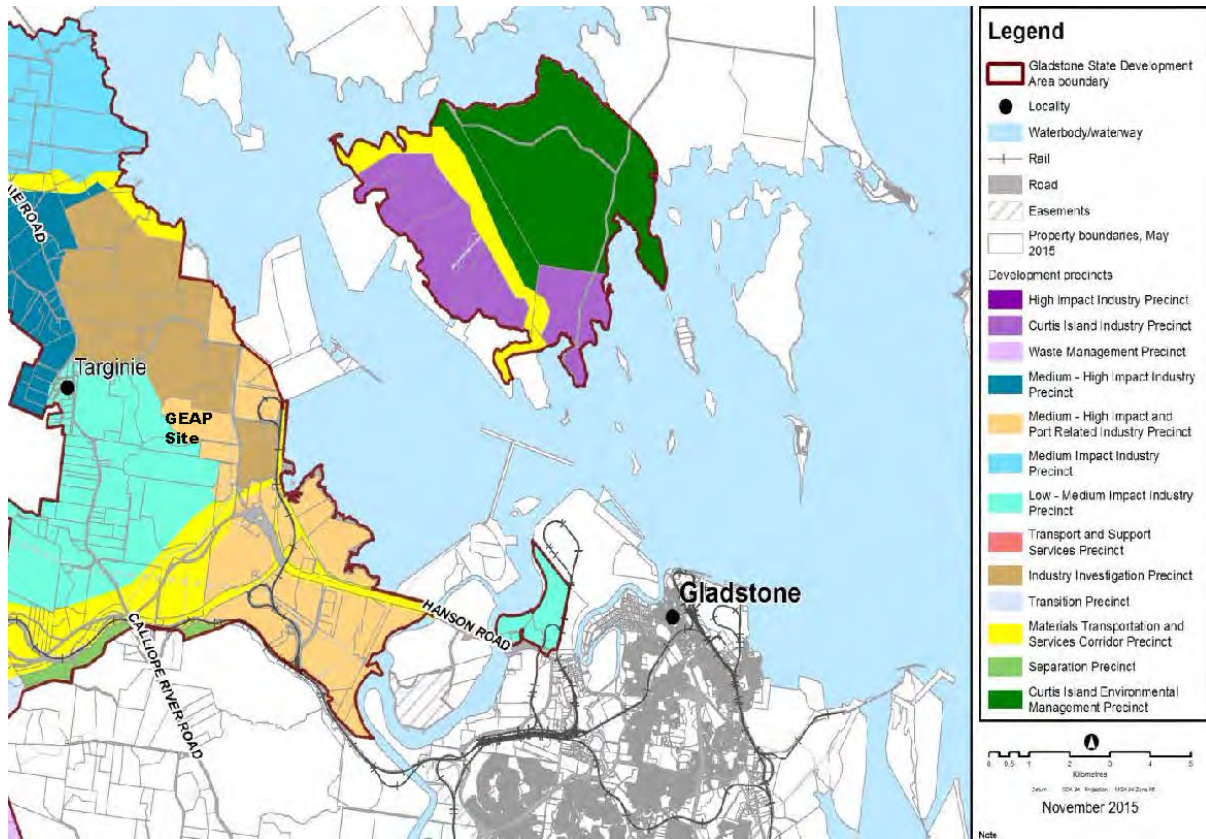 Targinie
GEAP
Site
HANSON ROAD
Gladstone
CALLIOPE RIVER ROAD
ROAD
Legend
Gladstone State Development
Area boundary
Locality
Waterbody/waterway
Rail
Road
Easements
Property boundaries, May
2015
Development precincts
High Impact Industry Precinct
Curtis Island Industry Precinct
Waste Management Precinct
Medium - High Impact Industry
Precinct
Medium - High Impact and
Port Related Industry Precinct
Medium Impact Industry
Precinct
Low - Medium Impact Industry
Precinct
Transport and Support
Services Precinct
Industry Investigation Precinct
Transition Precinct
Materials Transportation and
Services Corridor Precinct
Separation Precinct
Curtis Island Environmental
Management Precinct
0 0.5 1 2 3 4 5
Kilometres
November 2015
Note